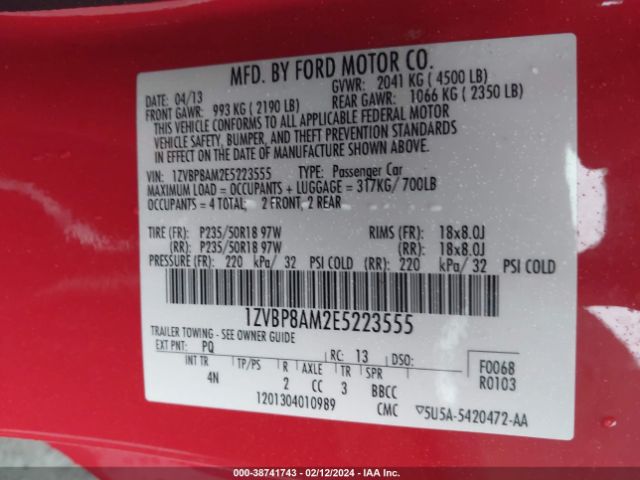 MFD. BY FORD MOTOR CO.
DATE: 04/13 GVWR: 2041 KG ( 4500 LB)
FRONT GAWR: 993 KG ( 2190 LB) REAR GAWR: 1066 KG ( 2350 LB)
THIS VEHICLE CONFORMS TO ALL APPLICABLE FEDERAL MOTOR
VEHICLE SAFETY, BUMPER, AND THEFT PREVENTION STANDARDS
IN EFFECT ON THE DATE OF MANUFACTURE SHOWN ABOVE.
VIN: 1ZVBP8AM2E5223555 TYPE: Passenger Car
MAXIMUM LOAD = OCCUPANTS + LUGGAGE = 317KG/ 700LB
OCCUPANTS = 4 TOTAL, 2 FRONT, 2 REAR
TIRE (FR): P235/50R18 97W RIMS (FR): 18x8.0J
(RR): P235/50R18 97W (RR): 18x8.0J
PRESSURE (FR): 220 kPa/ 32 PSI COLD (RR): 220 kPa/ 32 PSI COLD
1ZVBP8AM2E5223555
TRAILER TOWING - SEE OWNER GUIDE
EXT PNT: PQ RC: 13 DSO: F0068
INT TR TP/PS R AXLE TR SPR R0103
4N 2 CC 3 BBCC
1201304010989 CMC ▽5U5A-5420472-AA
000-38741743 - 02/12/2024 - IAA Inc.